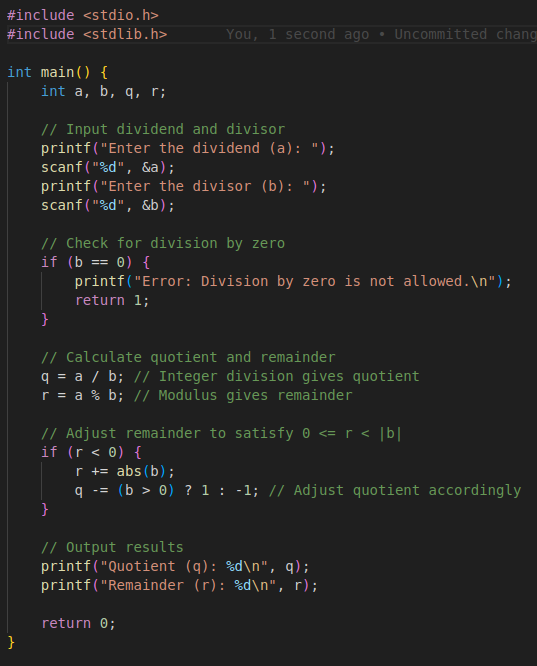 #include <stdio.h>
#include <stdlib.h> You, 1 second ago • Uncommitted chang
int main() {
    int a, b, q, r;
    // Input dividend and divisor
    printf("Enter the dividend (a): ");
    scanf("%d", &a);
    printf("Enter the divisor (b): ");
    scanf("%d", &b);
    // Check for division by zero
    if (b == 0) {
        printf("Error: Division by zero is not allowed.\n");
        return 1;
    }
    // Calculate quotient and remainder
    q = a / b; // Integer division gives quotient
    r = a % b; // Modulus gives remainder
    // Adjust remainder to satisfy 0 <= r < |b|
    if (r < 0) {
        r += abs(b);
        q -= (b > 0) ? 1 : -1; // Adjust quotient accordingly
    }
    // Output results
    printf("Quotient (q): %d\n", q);
    printf("Remainder (r): %d\n", r);
    return 0;
}